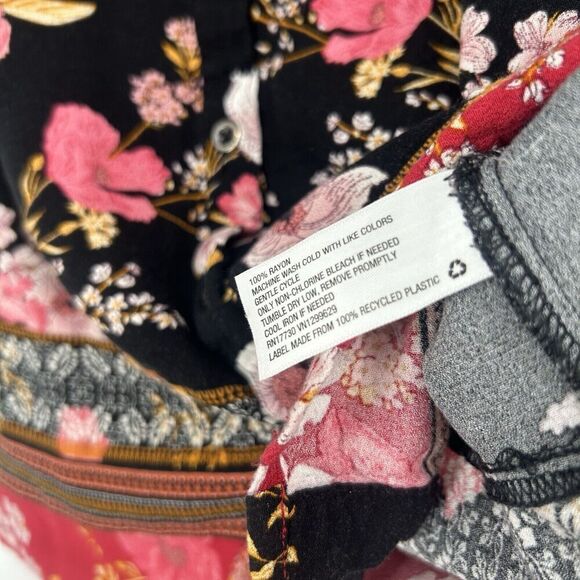 100% RAYON
MACHINE WASH COLD WITH LIKE COLORS
GENTLE CYCLE
ONLY NON-CHLORINE BLEACH IF NEEDED
TUMBLE DRY LOW, REMOVE PROMPTLY
COOL IRON IF NEEDED
RN17730 VN1299629
LABEL MADE FROM 100% RECYCLED PLASTIC